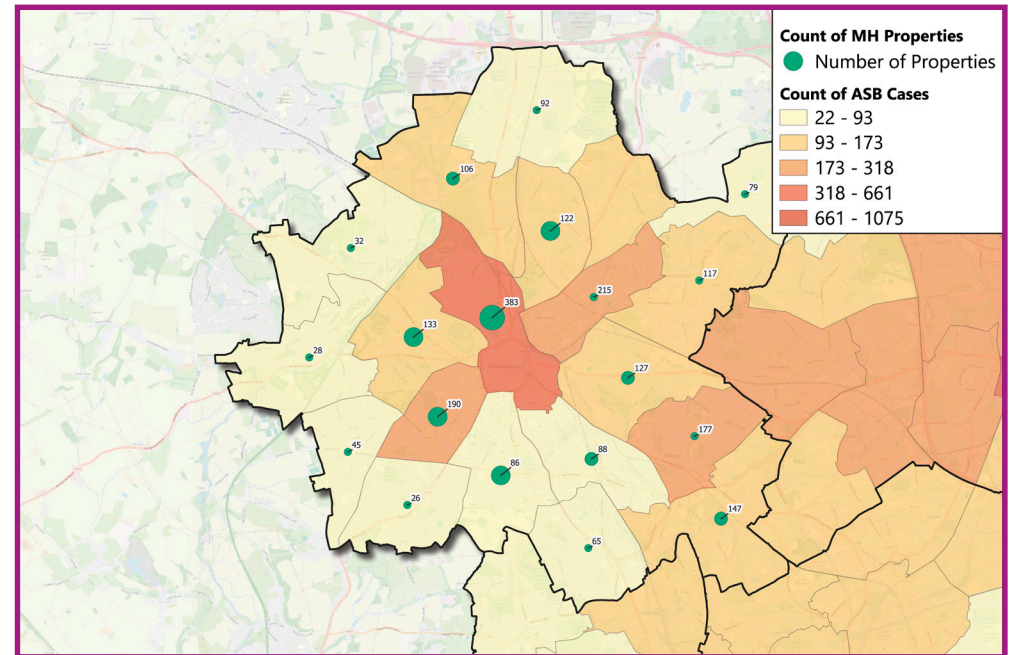 Count of MH Properties
Number of Properties
Count of ASB Cases
22 - 93
93 - 173
173 - 318
318 - 661
661 - 1075
92
106
79
122
32
117
215
383
133
28
127
190
177
45
88
86
26
147
65